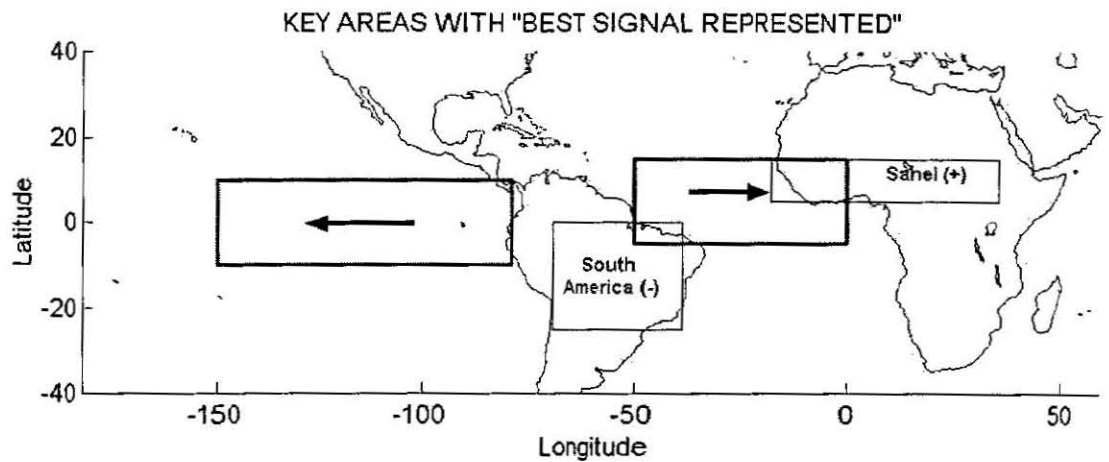 KEY AREAS WITH "BEST SIGNAL REPRESENTED"
40
20
0
-20
-40
Latitude
Sahel (+)
South
America (-)
-150
-100
-50
0
50
Longitude